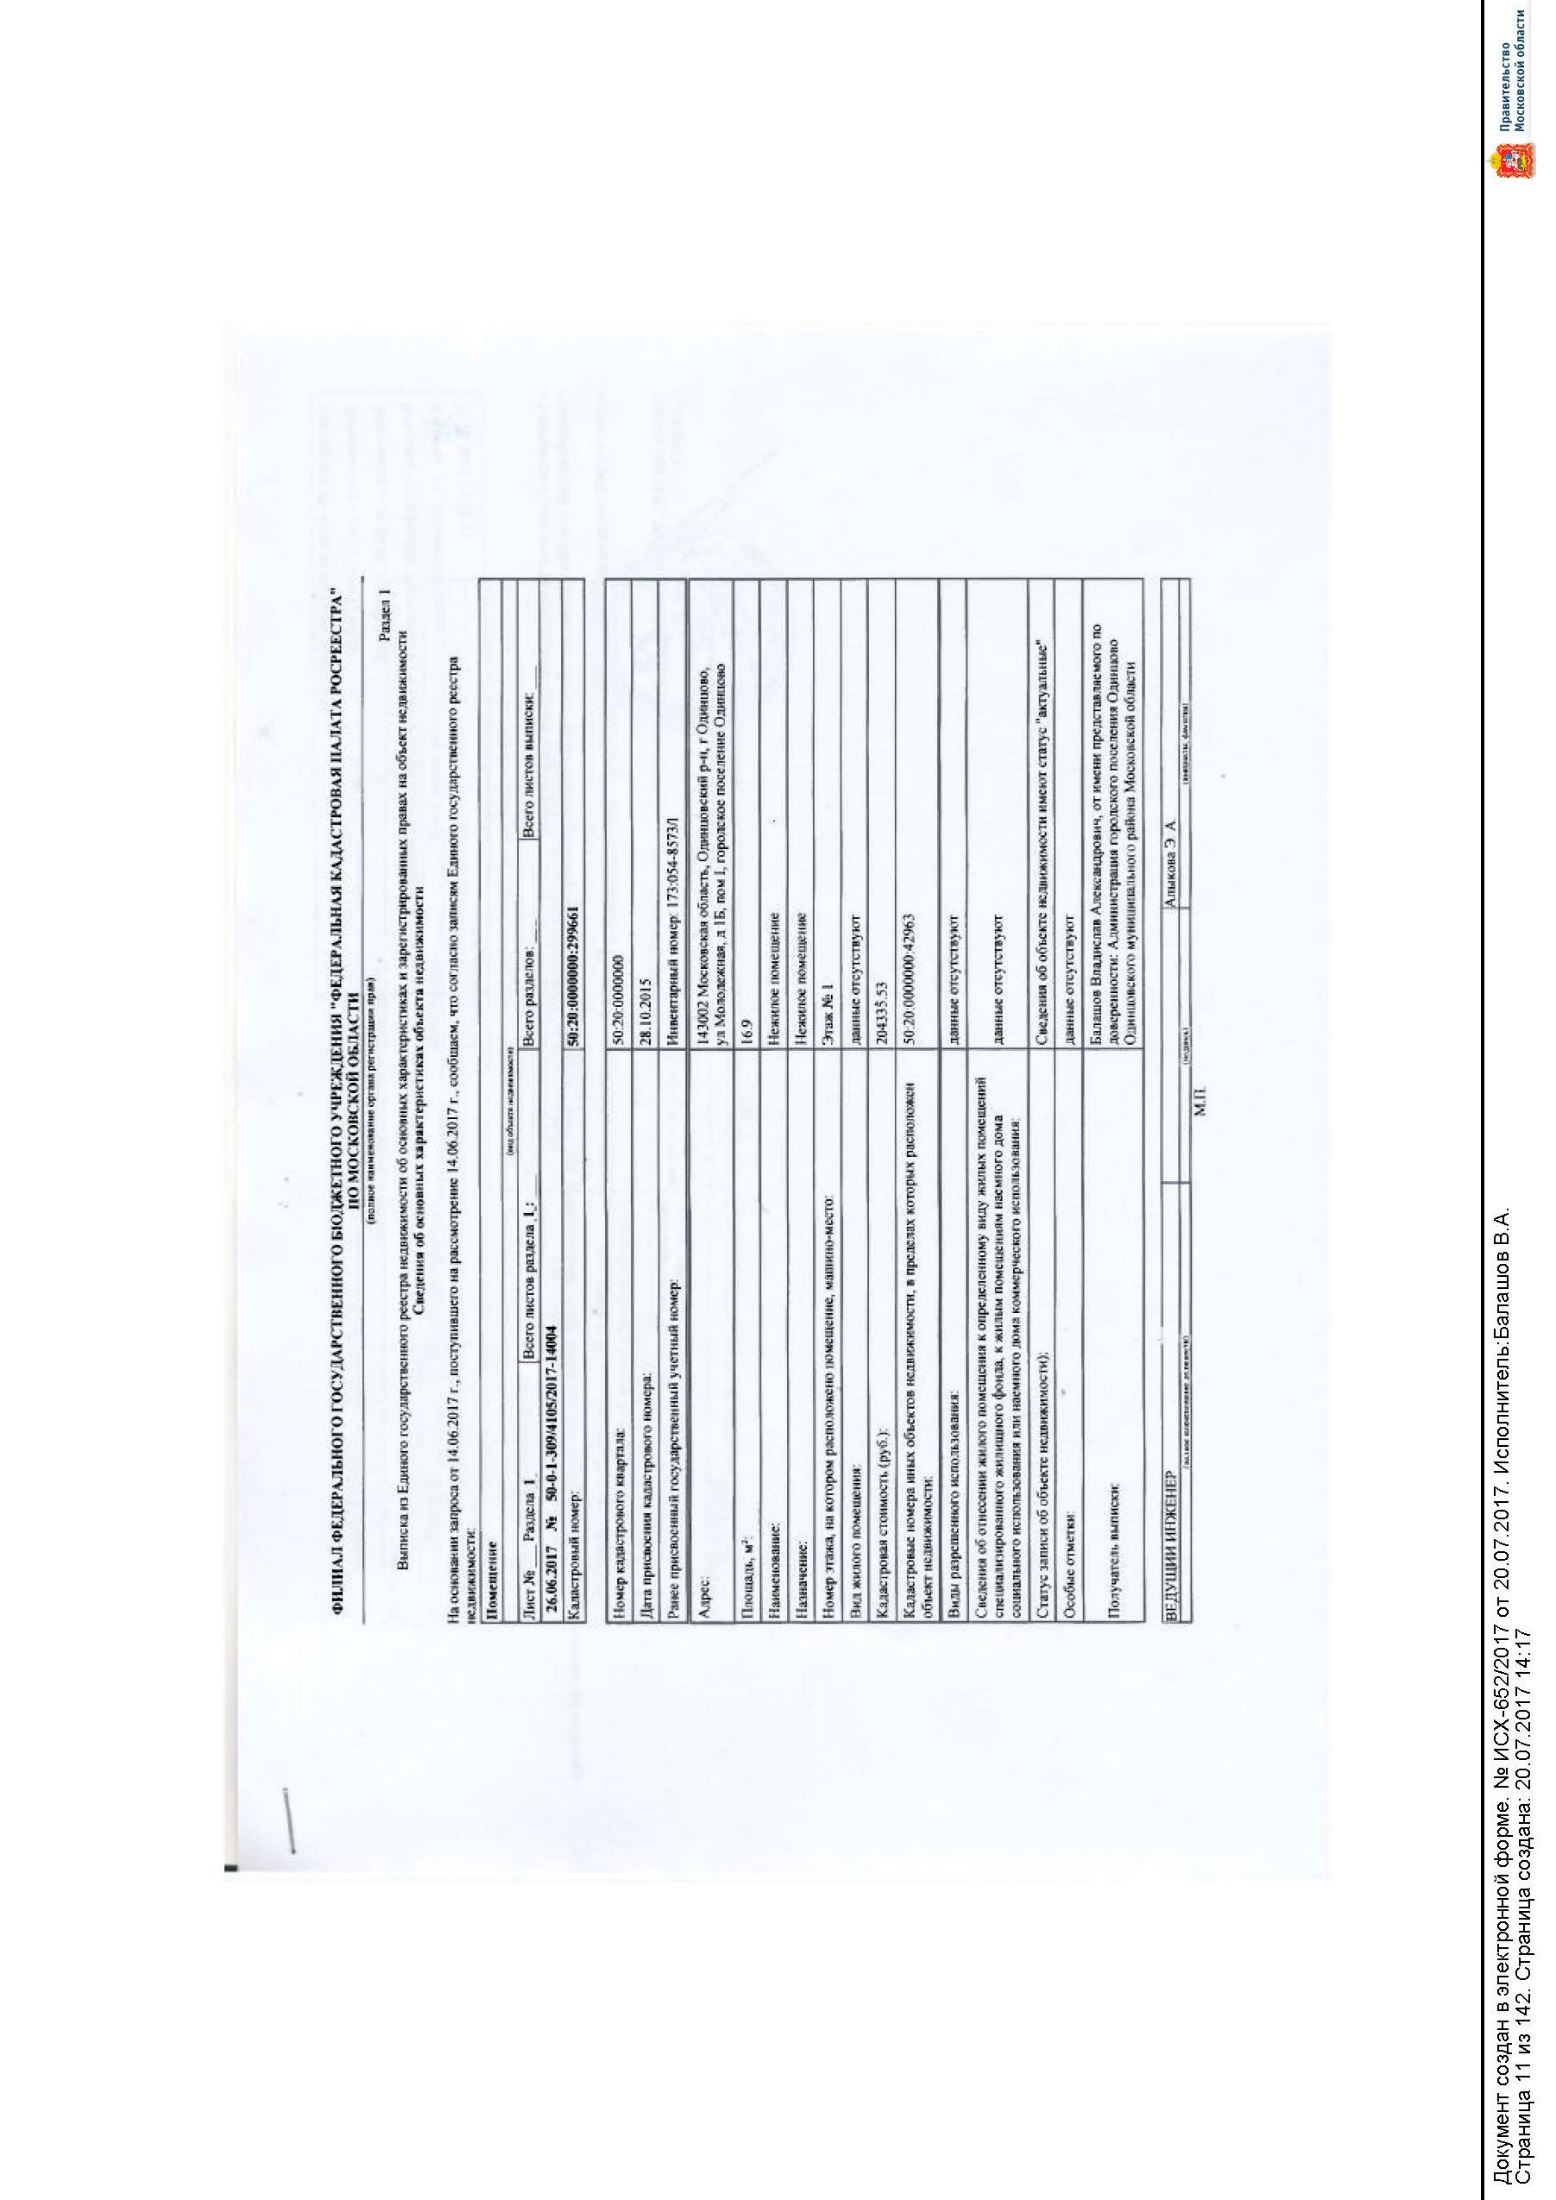 ФИЛИАЛ ФЕДЕРАЛЬНОГО ГОСУДАРСТВЕННОГО БЮДЖЕТНОГО УЧРЕЖДЕНИЯ "ФЕДЕРАЛЬНАЯ КАДАСТРОВАЯ ПАЛАТА РОСРЕЕСТРА"
ПО МОСКОВСКОЙ ОБЛАСТИ
(полное наименование органа регистрации прав)
Раздел 1
Выписка из Единого государственного реестра недвижимости об основных характеристиках и зарегистрированных правах на объект недвижимости
Сведения об основных характеристиках объекта недвижимости
На основании запроса от 14.06.2017 г., поступившего на рассмотрение 14.06.2017 г., сообщаем, что согласно записям Единого государственного реестра
недвижимости:
Помещение
(вид объекта недвижимости)
Лист № ___ Раздела 1 Всего листов раздела 1 : ___ Всего разделов: ___ Всего листов выписки: ___
26.06.2017 № 50-0-1-309/4105/2017-14004
Кадастровый номер: 50:20:0000000:299661
Номер кадастрового квартала: 50:20:0000000
Дата присвоения кадастрового номера: 28.10.2015
Ранее присвоенный государственный учетный номер: Инвентарный номер: 173:054-8573/1
Адрес: 143002 Московская область, Одинцовский р-н, г Одинцово,
ул Молодежная, д 1Б, пом I, городское поселение Одинцово
Площадь, м²: 16.9
Наименование: Нежилое помещение
Назначение: Нежилое помещение
Номер этажа, на котором расположено помещение, машино-место: Этаж № 1
Вид жилого помещения: данные отсутствуют
Кадастровая стоимость (руб.): 204335.53
Кадастровые номера иных объектов недвижимости, в пределах которых расположен
объект недвижимости: 50:20:0000000:42963
Виды разрешенного использования: данные отсутствуют
Сведения об отнесении жилого помещения к определенному виду жилых помещений
специализированного жилищного фонда, к жилым помещениям наемного дома
социального использования или наемного дома коммерческого использования: данные отсутствуют
Статус записи об объекте недвижимости): Сведения об объекте недвижимости имеют статус "актуальные"
Особые отметки: данные отсутствуют
Получатель выписки: Балашов Владислав Александрович, от имени представляемого по
доверенности: Администрация городского поселения Одинцово
Одинцовского муниципального района Московской области
ВЕДУЩИЙ ИНЖЕНЕР Алыкова Э. А.
(полное наименование должности) (подпись) (инициалы, фамилия)
М.П.
Документ создан в электронной форме. № ИСХ-652/2017 от 20.07.2017. Исполнитель:Балашов В.А.
Страница 11 из 142. Страница создана: 20.07.2017 14:17
Правительство
Московской области